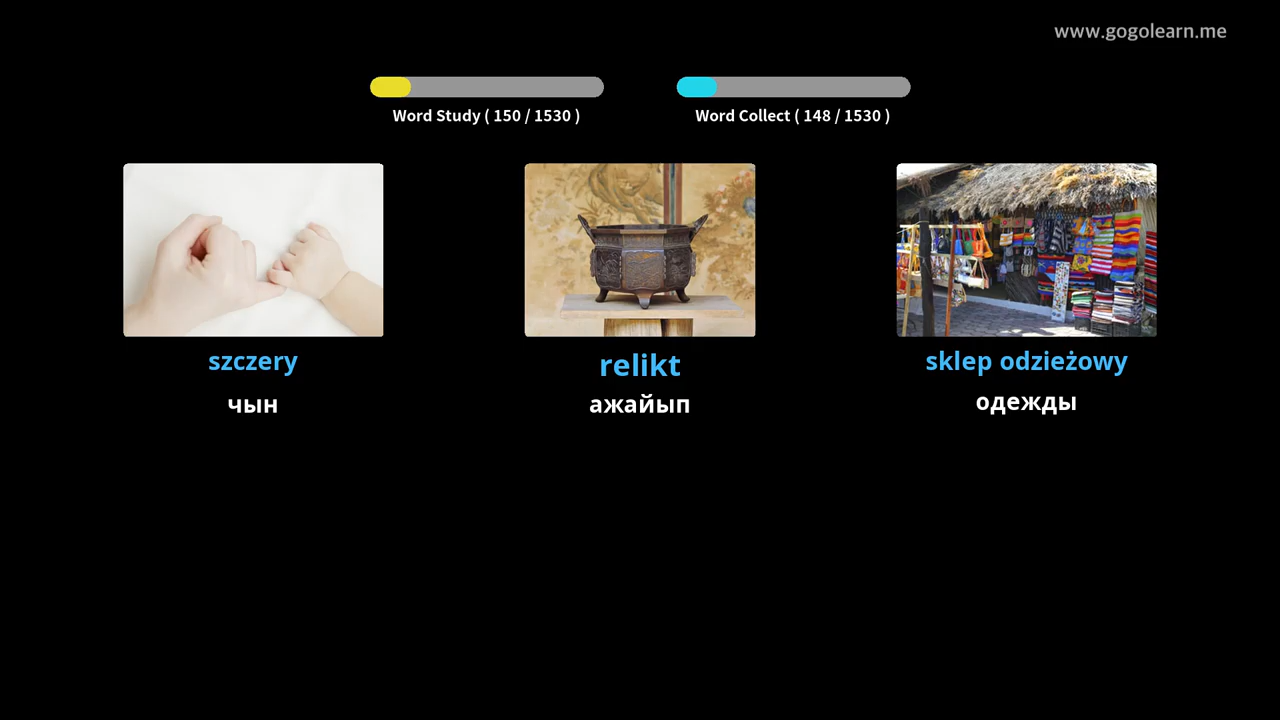 www.gogolearn.me
Word Study ( 150 / 1530 )
Word Collect ( 148 / 1530 )
szczery
relikt
sklep odzieżowy
чын
ажайып
одежды